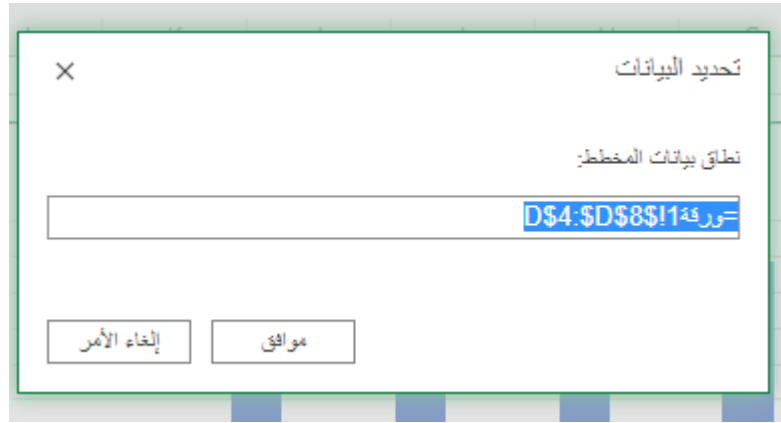 تحديد البيانات
نطاق بيانات المخطط:
=ورقة1!$D$4:$D$8
موافق
إلغاء الأمر